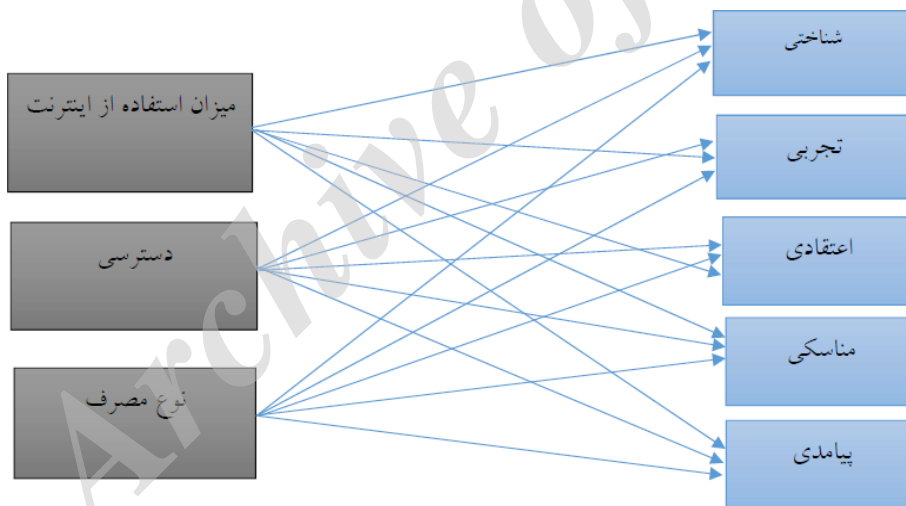 شناختی
میزان استفاده از اینترنت
تجربی
دسترسی
اعتقادی
مناسکی
نوع مصرف
پیامدی
Archive of